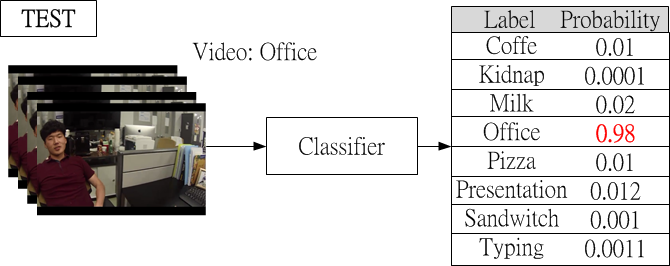 TEST
Video: Office
Classifier
Label Probability
Coffe 0.01
Kidnap 0.0001
Milk 0.02
Office 0.98
Pizza 0.01
Presentation 0.012
Sandwitch 0.001
Typing 0.0011